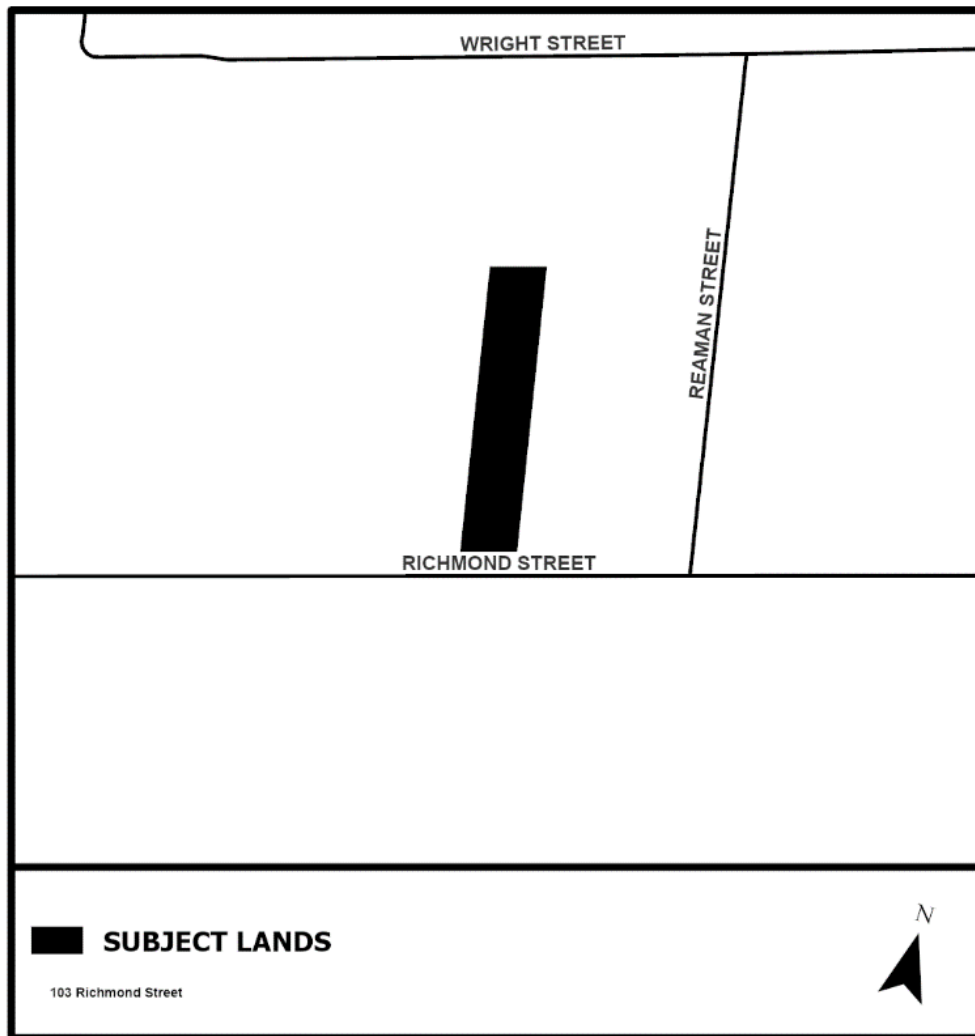 WRIGHT STREET
REAMAN STREET
RICHMOND STREET
SUBJECT LANDS
N
103 Richmond Street